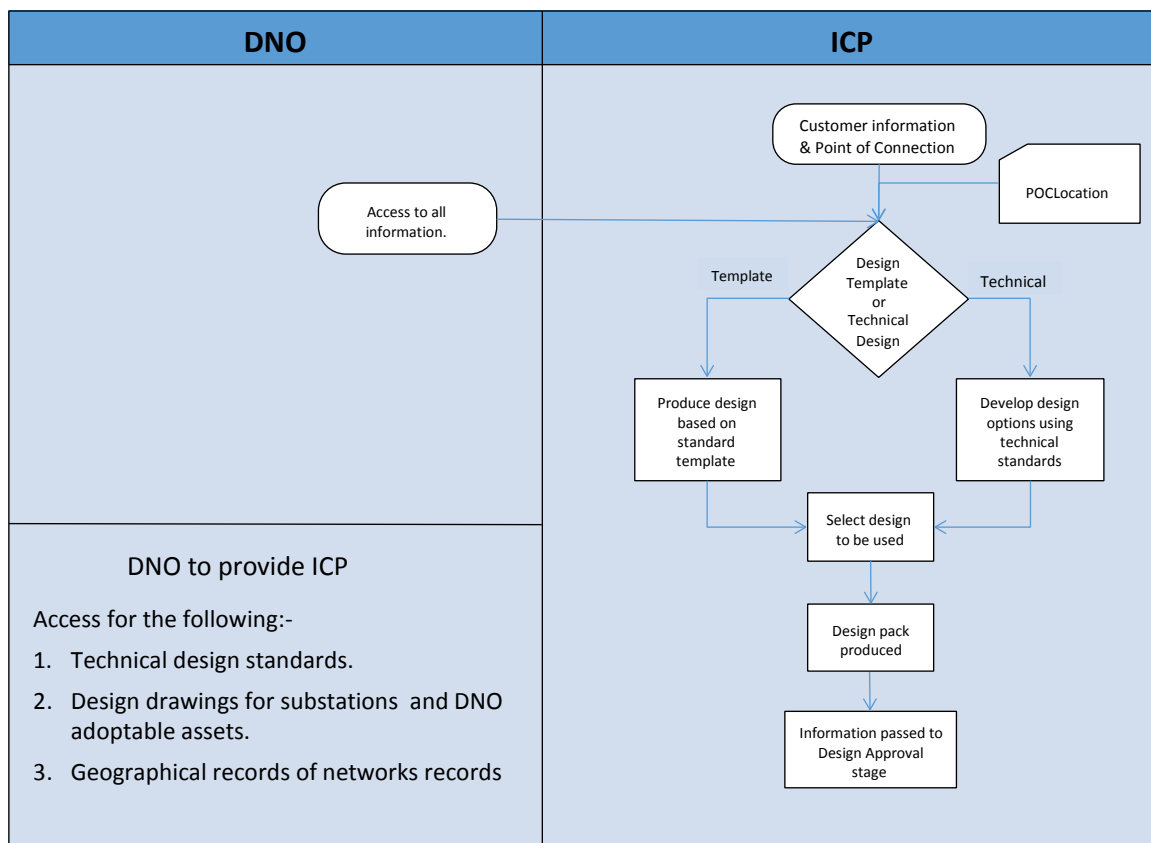 DNO
ICP
Customer information
& Point of Connection
POCLocation
Access to all
information.
Design
Template
or
Technical
Design
Template
Technical
Produce design
based on
standard
template
Develop design
options using
technical
standards
Select design
to be used
Design pack
produced
Information passed to
Design Approval
stage
DNO to provide ICP
Access for the following:-
1. Technical design standards.
2. Design drawings for substations and DNO
adoptable assets.
3. Geographical records of networks records